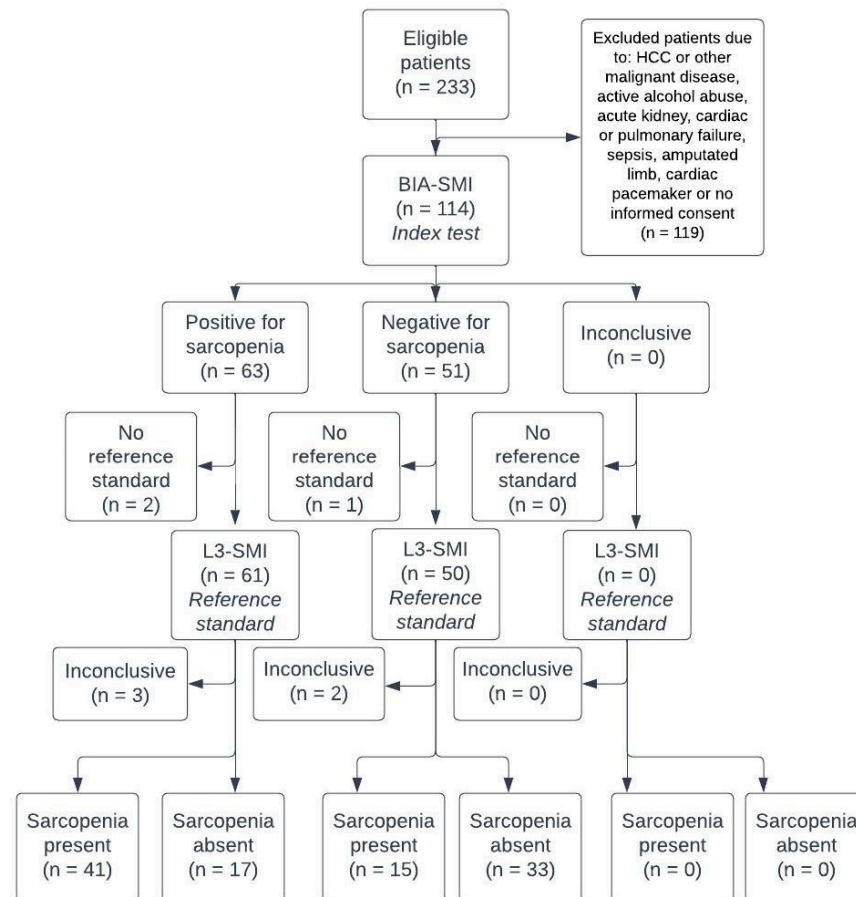 Eligible
patients
(n = 233)
Excluded patients due
to: HCC or other
malignant disease,
active alcohol abuse,
acute kidney, cardiac
or pulmonary failure,
sepsis, amputated
limb, cardiac
pacemaker or no
informed consent
(n = 119)
BIA-SMI
(n = 114)
Index test
Positive for
sarcopenia
(n = 63)
Negative for
sarcopenia
(n = 51)
Inconclusive
(n = 0)
No
reference
standard
(n = 2)
No
reference
standard
(n = 1)
No
reference
standard
(n = 0)
L3-SMI
(n = 61)
Reference
standard
L3-SMI
(n = 50)
Reference
standard
L3-SMI
(n = 0)
Reference
standard
Inconclusive
(n = 3)
Inconclusive
(n = 2)
Inconclusive
(n = 0)
Sarcopenia
present
(n = 41)
Sarcopenia
absent
(n = 17)
Sarcopenia
present
(n = 15)
Sarcopenia
absent
(n = 33)
Sarcopenia
present
(n = 0)
Sarcopenia
absent
(n = 0)